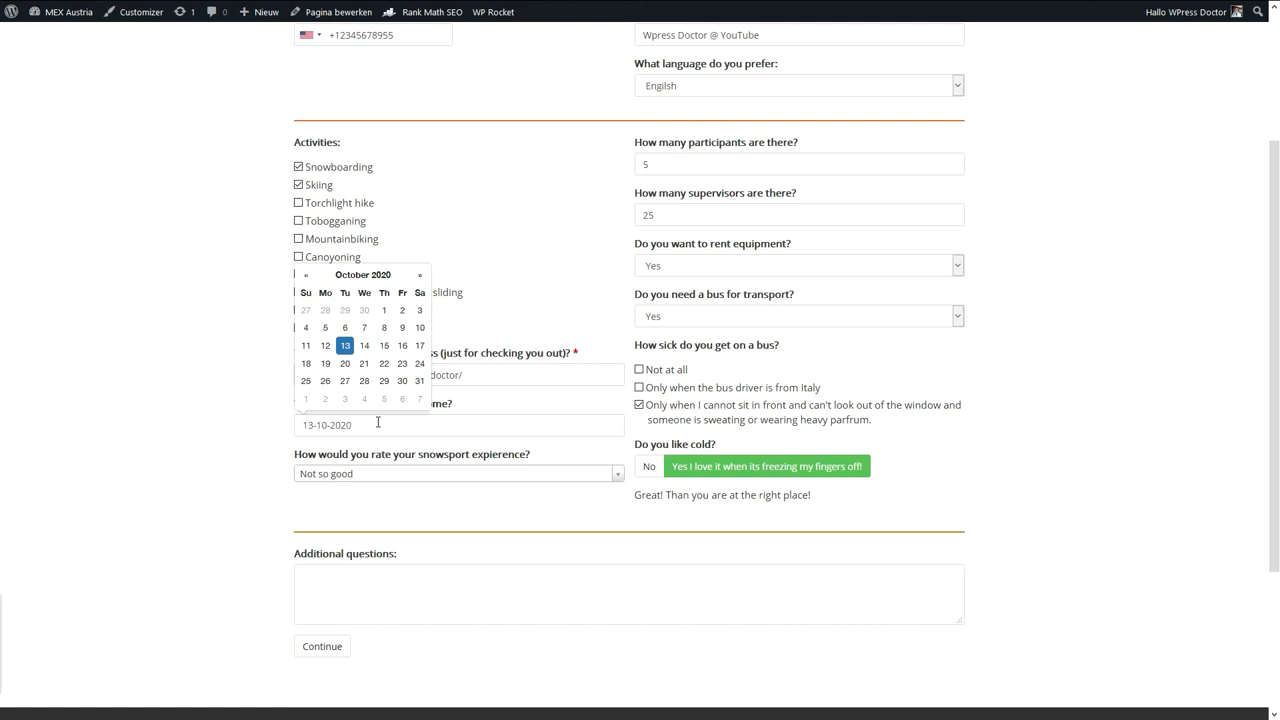 MEX Austria Customizer 1 0 Nieuw Pagina bewerken Rank Math SEO WP Rocket Hallo WPress Doctor
+12345678955
Wpress Doctor @ YouTube
What language do you prefer:
Engilsh
Activities:
Snowboarding
Skiing
Torchlight hike
Tobogganing
Mountainbiking
Canoyoning
sliding
« October 2020 »
Su Mo Tu We Th Fr Sa
27 28 29 30 1 2 3
4 5 6 7 8 9 10
11 12 13 14 15 16 17
18 19 20 21 22 23 24
25 26 27 28 29 30 31
1 2 3 4 5 6 7
s (just for checking you out)? *
doctor/
ome?
13-10-2020
How would you rate your snowsport expierence?
Not so good
How many participants are there?
5
How many supervisors are there?
25
Do you want to rent equipment?
Yes
Do you need a bus for transport?
Yes
How sick do you get on a bus?
Not at all
Only when the bus driver is from Italy
Only when I cannot sit in front and can't look out of the window and
someone is sweating or wearing heavy parfrum.
Do you like cold?
No Yes I love it when its freezing my fingers off!
Great! Than you are at the right place!
Additional questions:
Continue